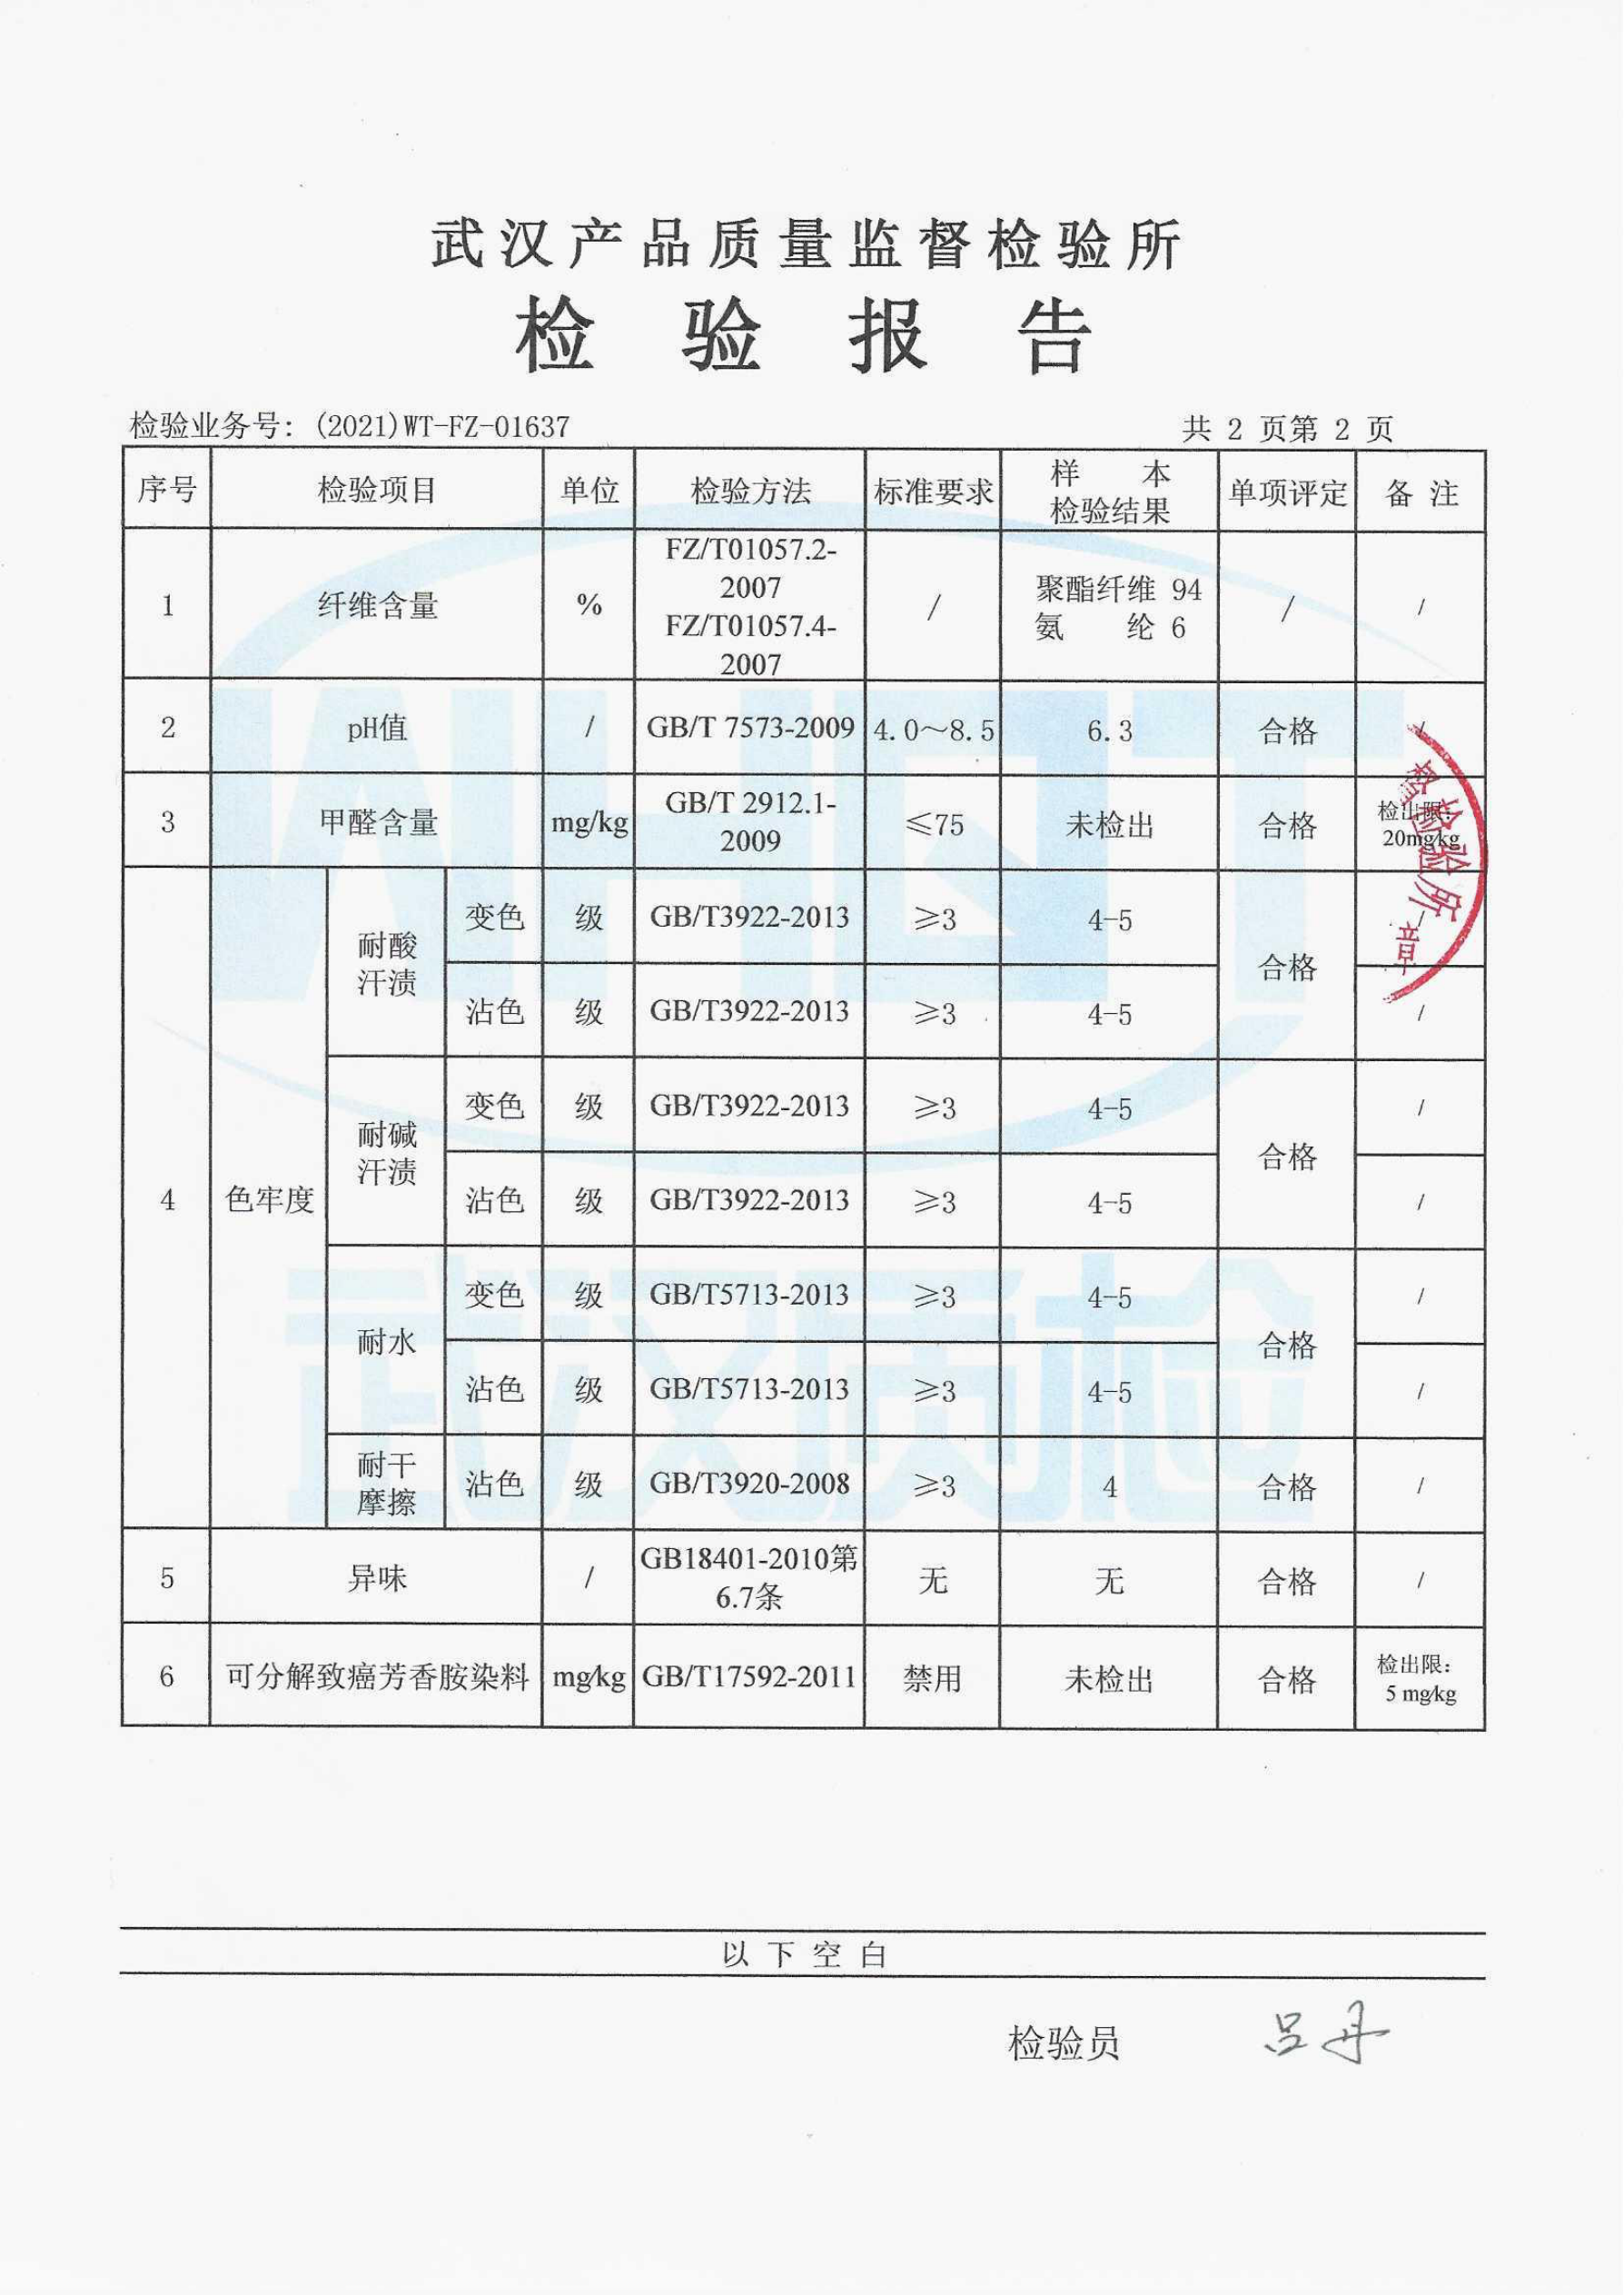 武汉产品质量监督检验所
检验报告
检验业务号：(2021)WT-FZ-01637 共 2 页第 2 页
序号 检验项目 单位 检验方法 标准要求 样本检验结果 单项评定 备注
1 纤维含量 % FZ/T01057.2-2007 FZ/T01057.4-2007 / 聚酯纤维 94 氨纶 6 / /
2 pH值 / GB/T 7573-2009 4.0～8.5 6.3 合格 /
3 甲醛含量 mg/kg GB/T 2912.1-2009 ≤75 未检出 合格 检出限：20mg/kg
4 色牢度 耐酸汗渍 变色 级 GB/T3922-2013 ≥3 4-5 合格 /
沾色 级 GB/T3922-2013 ≥3 4-5 /
耐碱汗渍 变色 级 GB/T3922-2013 ≥3 4-5 合格 /
沾色 级 GB/T3922-2013 ≥3 4-5 /
耐水 变色 级 GB/T5713-2013 ≥3 4-5 合格 /
沾色 级 GB/T5713-2013 ≥3 4-5 /
耐干摩擦 沾色 级 GB/T3920-2008 ≥3 4 合格 /
5 异味 / GB18401-2010第6.7条 无 无 合格 /
6 可分解致癌芳香胺染料 mg/kg GB/T17592-2011 禁用 未检出 合格 检出限：5 mg/kg
以下空白
检验员 吕丹
WHQT
武汉质检
检验所
章